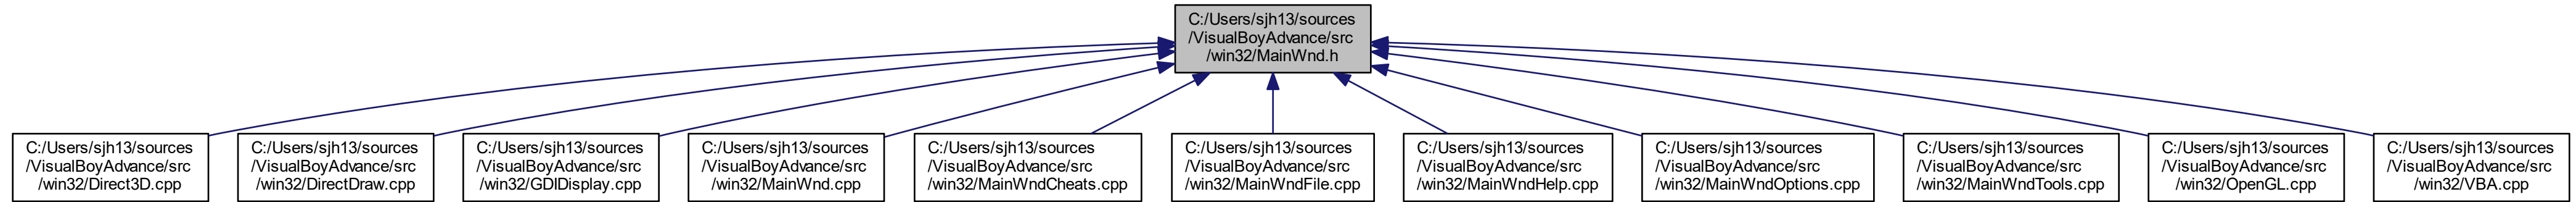 C:/Users/sjh13/sources
/VisualBoyAdvance/src
/win32/MainWnd.h
C:/Users/sjh13/sources
/VisualBoyAdvance/src
/win32/Direct3D.cpp
C:/Users/sjh13/sources
/VisualBoyAdvance/src
/win32/DirectDraw.cpp
C:/Users/sjh13/sources
/VisualBoyAdvance/src
/win32/GDIDisplay.cpp
C:/Users/sjh13/sources
/VisualBoyAdvance/src
/win32/MainWnd.cpp
C:/Users/sjh13/sources
/VisualBoyAdvance/src
/win32/MainWndCheats.cpp
C:/Users/sjh13/sources
/VisualBoyAdvance/src
/win32/MainWndFile.cpp
C:/Users/sjh13/sources
/VisualBoyAdvance/src
/win32/MainWndHelp.cpp
C:/Users/sjh13/sources
/VisualBoyAdvance/src
/win32/MainWndOptions.cpp
C:/Users/sjh13/sources
/VisualBoyAdvance/src
/win32/MainWndTools.cpp
C:/Users/sjh13/sources
/VisualBoyAdvance/src
/win32/OpenGL.cpp
C:/Users/sjh13/sources
/VisualBoyAdvance/src
/win32/VBA.cpp